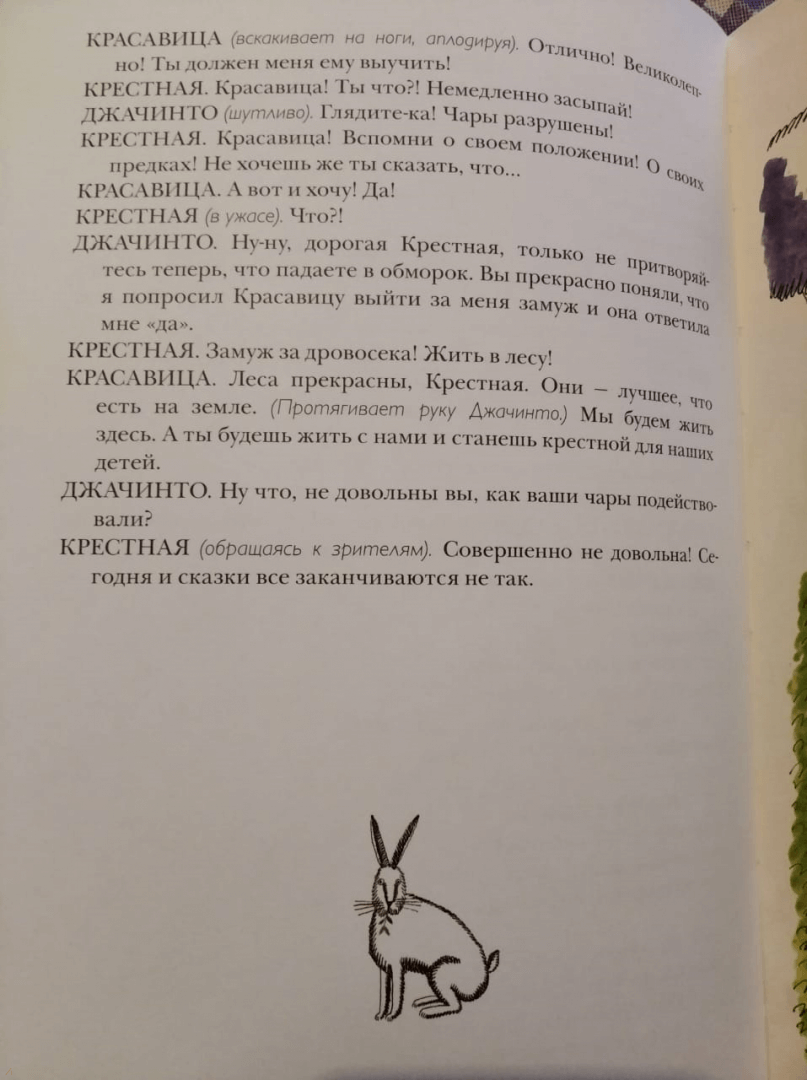 КРАСАВИЦА (вскакивает на ноги, аплодируя). Отлично! Великолеп-
но! Ты должен меня ему выучить!
КРЕСТНАЯ. Красавица! Ты что?! Немедленно засыпай!
ДЖАЧИНТО (шутливо). Глядите-ка! Чары разрушены!
КРЕСТНАЯ. Красавица! Вспомни о своем положении! О своих
предках! Не хочешь же ты сказать, что...
КРАСАВИЦА. А вот и хочу! Да!
КРЕСТНАЯ (в ужасе). Что?!
ДЖАЧИНТО. Ну-ну, дорогая Крестная, только не притворяй-
тесь теперь, что падаете в обморок. Вы прекрасно поняли, что
я попросил Красавицу выйти за меня замуж и она ответила
мне «да».
КРЕСТНАЯ. Замуж за дровосека! Жить в лесу!
КРАСАВИЦА. Леса прекрасны, Крестная. Они — лучшее, что
есть на земле. (Протягивает руку Джачинто.) Мы будем жить
здесь. А ты будешь жить с нами и станешь крестной для наших
детей.
ДЖАЧИНТО. Ну что, не довольны вы, как ваши чары подейство-
вали?
КРЕСТНАЯ (обращаясь к зрителям). Совершенно не довольна! Се-
годня и сказки все заканчиваются не так.